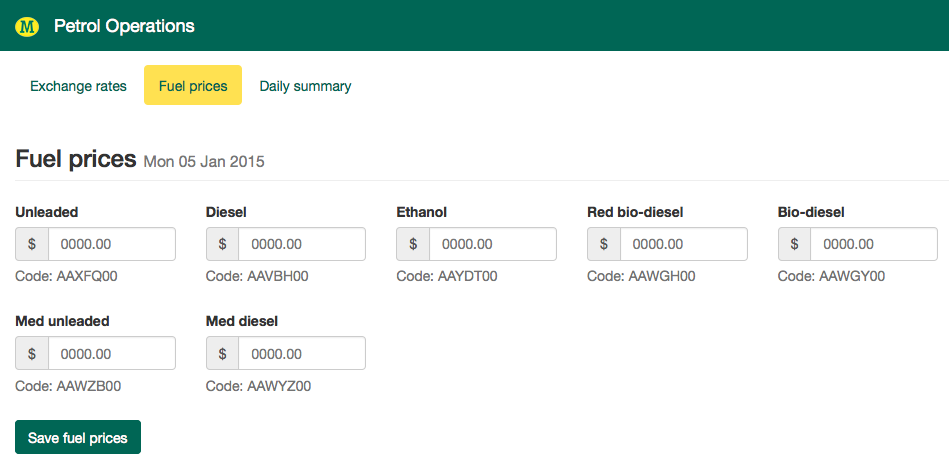 M Petrol Operations
Exchange rates Fuel prices Daily summary
Fuel prices Mon 05 Jan 2015
Unleaded Diesel Ethanol Red bio-diesel Bio-diesel
$ 0000.00 $ 0000.00 $ 0000.00 $ 0000.00 $ 0000.00
Code: AAXFQ00 Code: AAVBH00 Code: AAYDT00 Code: AAWGH00 Code: AAWGY00
Med unleaded Med diesel
$ 0000.00 $ 0000.00
Code: AAWZB00 Code: AAWYZ00
Save fuel prices